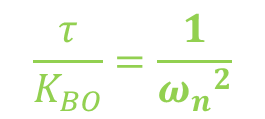 τ/K_BO = 1/ω_n²